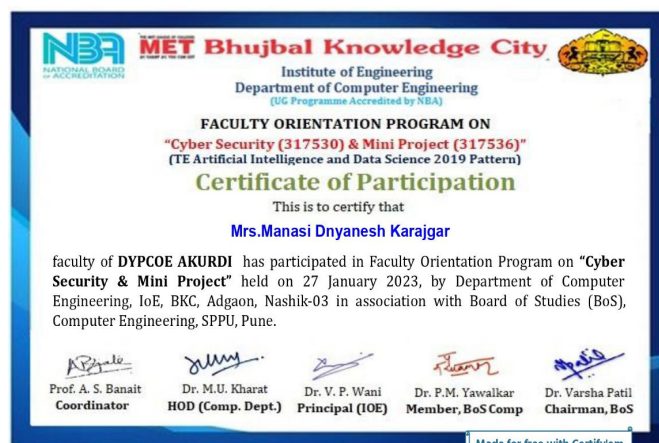 NBA
NATIONAL BOARD
of ACCREDITATION
MET Bhujbal Knowledge City
Institute of Engineering
Department of Computer Engineering
(UG Programme Accredited by NBA)
FACULTY ORIENTATION PROGRAM ON
“Cyber Security (317530) & Mini Project (317536)”
(TE Artificial Intelligence and Data Science 2019 Pattern)
Certificate of Participation
This is to certify that
Mrs.Manasi Dnyanesh Karajgar
faculty of DYPCOE AKURDI has participated in Faculty Orientation Program on “Cyber
Security & Mini Project” held on 27 January 2023, by Department of Computer
Engineering, IoE, BKC, Adgaon, Nashik-03 in association with Board of Studies (BoS),
Computer Engineering, SPPU, Pune.
Prof. A. S. Banait Dr. M.U. Kharat Dr. V. P. Wani Dr. P.M. Yawalkar Dr. Varsha Patil
Coordinator HOD (Comp. Dept.) Principal (IOE) Member, BoS Comp Chairman, BoS
Made for free with Certify'em